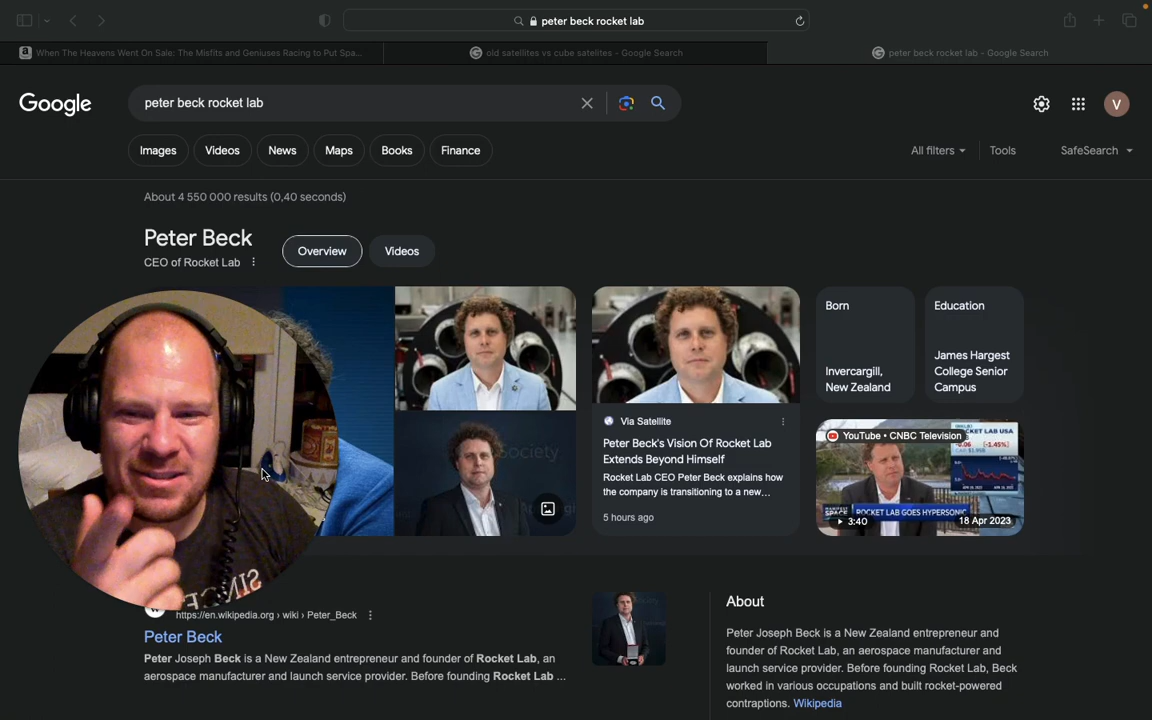 peter beck rocket lab
When The Heavens Went On Sale: The Misfits and Geniuses Racing to Put Spa...
old satellites vs cube satelites - Google Search
peter beck rocket lab - Google Search
Google
peter beck rocket lab
V
Images
Videos
News
Maps
Books
Finance
All filters
Tools
SafeSearch
About 4 550 000 results (0,40 seconds)
Peter Beck
CEO of Rocket Lab
Overview
Videos
Born
Invercargill,
New Zealand
Education
James Hargest
College Senior
Campus
Via Satellite
Peter Beck's Vision Of Rocket Lab
Extends Beyond Himself
Rocket Lab CEO Peter Beck explains how
the company is transitioning to a new...
5 hours ago
YouTube • CNBC Television
CKET LAB USA
[-1.45%]
ROCKET LAB GOES HYPERSONIC
3:40
18 Apr 2023
ociety
https://en.wikipedia.org › wiki › Peter_Beck
Peter Beck
Peter Joseph Beck is a New Zealand entrepreneur and founder of Rocket Lab, an
aerospace manufacturer and launch service provider. Before founding Rocket Lab ...
About
Peter Joseph Beck is a New Zealand entrepreneur and
founder of Rocket Lab, an aerospace manufacturer and
launch service provider. Before founding Rocket Lab, Beck
worked in various occupations and built rocket-powered
contraptions. Wikipedia